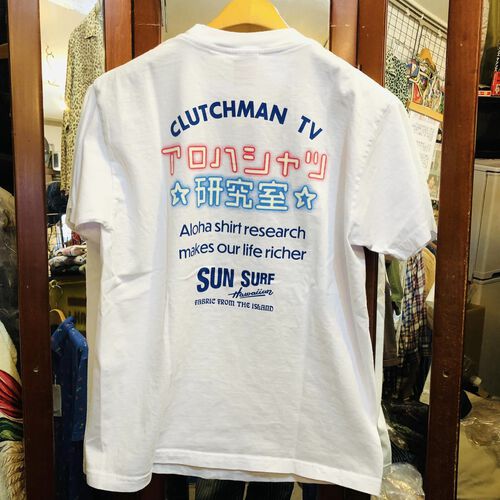 CLUTCHMAN TV
アロハシャツ
☆研究室☆
Aloha shirt research
makes our life richer
SUN SURF
Hawaiian
FABRIC FROM THE ISLAND